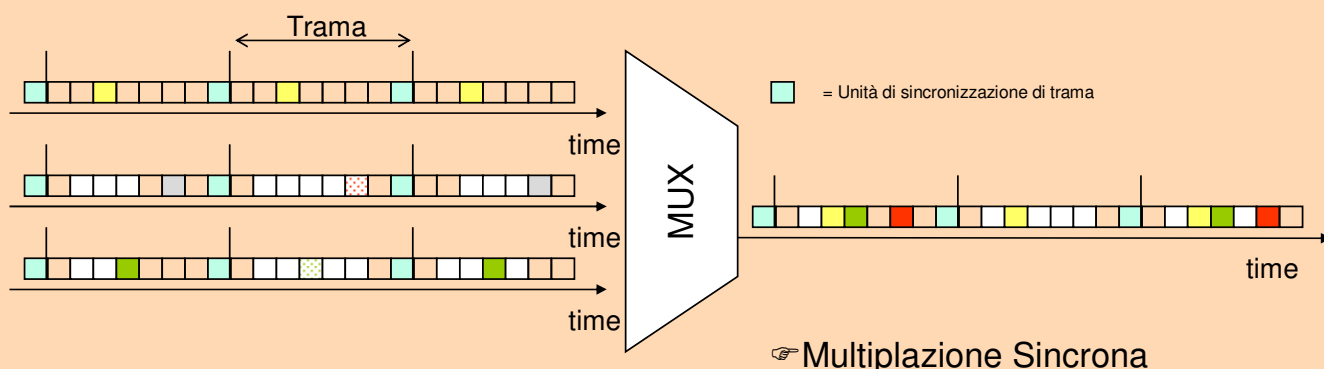 Trama
= Unità di sincronizzazione di trama
time
MUX
time
time
time
☞Multiplazione Sincrona